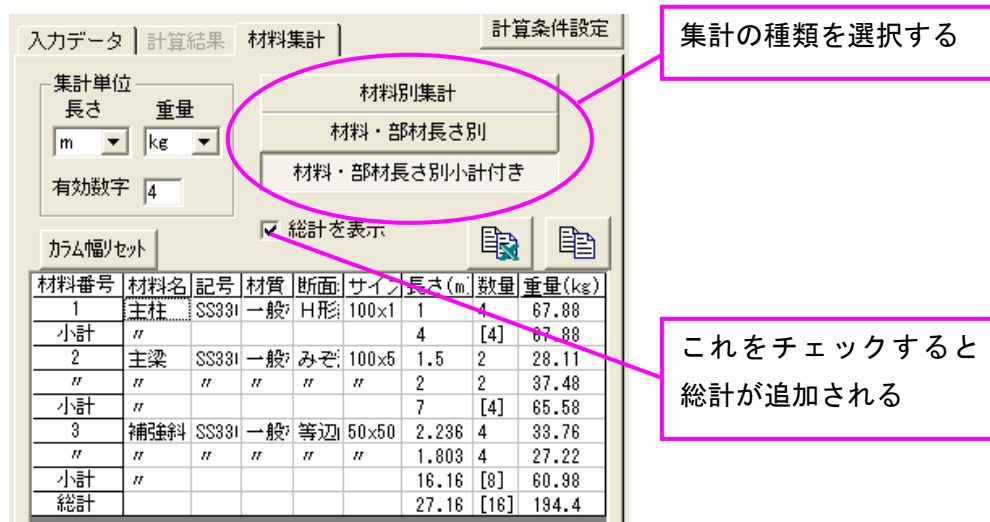 計算条件設定
入力データ 計算結果 材料集計
集計の種類を選択する
集計単位
長さ 重量
m kg
有効数字 4
材料別集計
材料・部材長さ別
材料・部材長さ別小計付き
総計を表示
カラム幅リセット
これをチェックすると
総計が追加される
材料番号 材料名 記号 材質 断面 サイズ 長さ(m) 数量 重量(kg)
1 主柱 SS33 一般 H形 100x1 1 4 67.88
小計 〃 4 [4] 67.88
2 主梁 SS33 一般 みぞ 100x5 1.5 2 28.11
〃 〃 〃 〃 〃 〃 2 2 37.48
小計 〃 7 [4] 65.58
3 補強斜 SS33 一般 等辺 50x50 2.236 4 33.76
〃 〃 〃 〃 〃 〃 1.803 4 27.22
小計 〃 16.16 [8] 60.98
総計 27.16 [16] 194.4